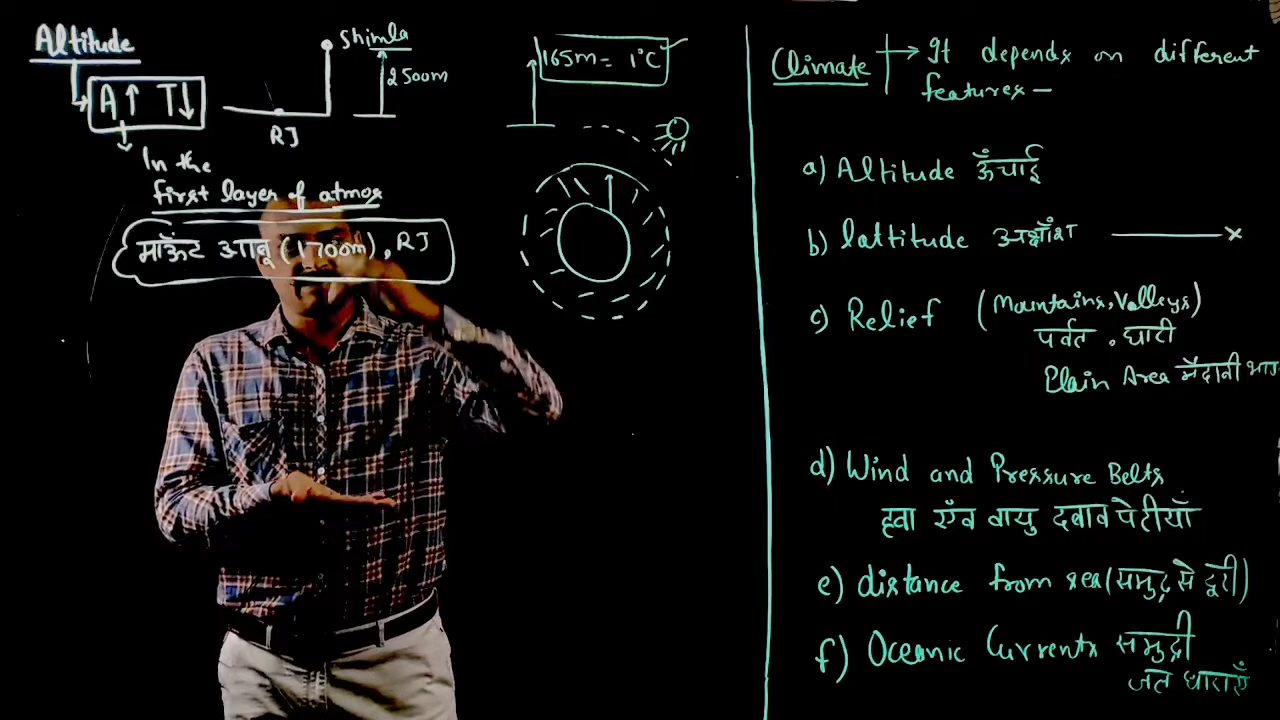 Altitude
A↑ T↓
RJ
Shimla
2500m
In the
first layer of atmos
माऊँट आबू (1700m), RJ
165m = 1°C
Climate → It depends on different
features –
a) Altitude ऊँचाई
b) lattitude अक्षाँश
c) Relief (Mountains, Valleys)
पर्वत . घाटी
Plain Area मैदानी भाग
d) Wind and Pressure Belts
हवा एँव वायु दबाव पेटीयाँ
e) distance from sea (समुद्र से दूरी)
f) Oceanic Currents समुद्री
जल धाराएँ